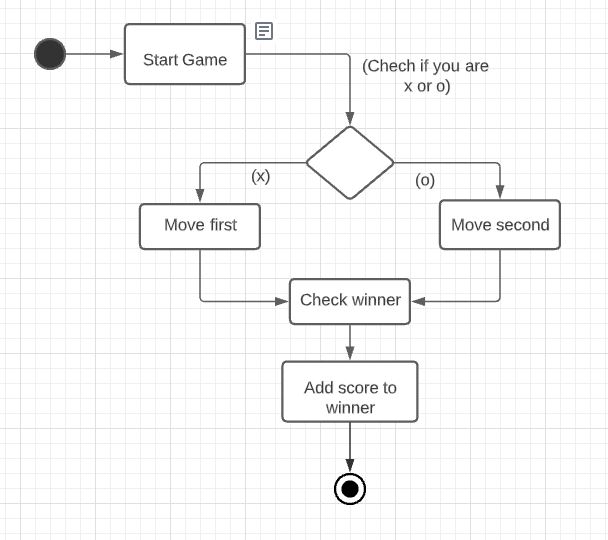 Start Game
(Chech if you are
x or o)
(x)
(o)
Move first
Move second
Check winner
Add score to
winner